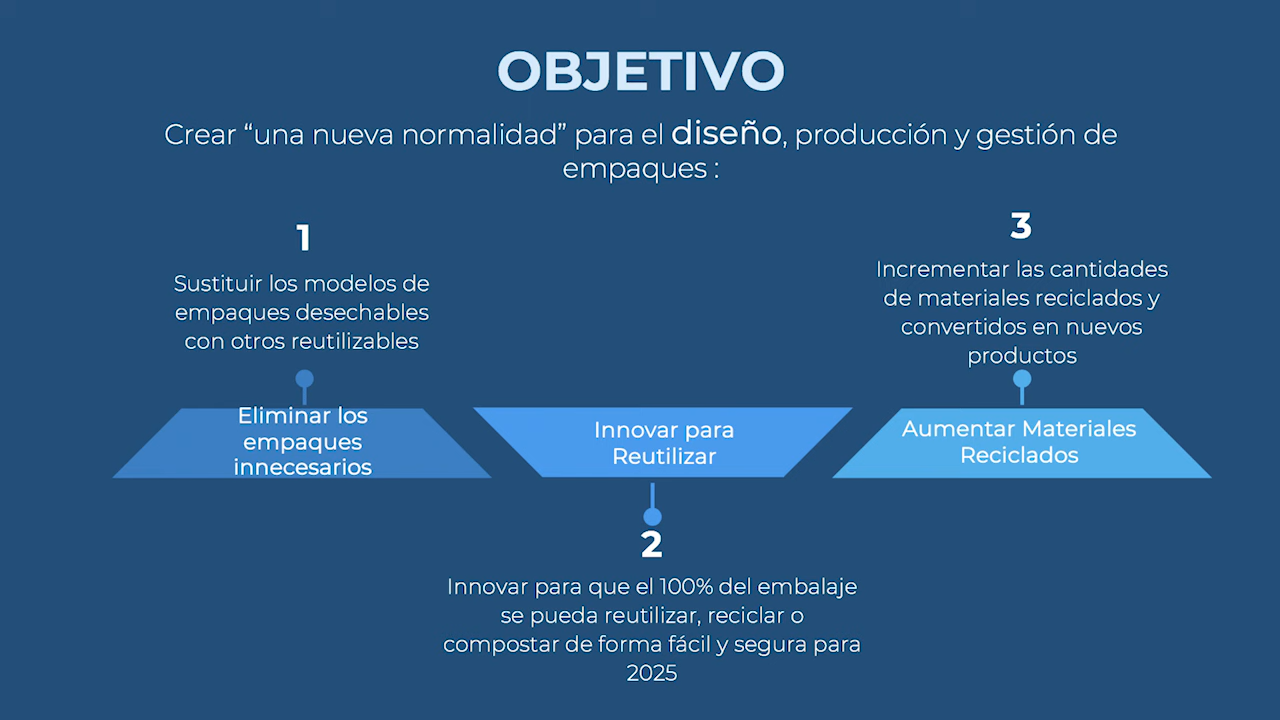 OBJETIVO
Crear “una nueva normalidad” para el diseño, producción y gestión de
empaques :
1
Sustituir los modelos de
empaques desechables
con otros reutilizables
Eliminar los
empaques
innecesarios
Innovar para
Reutilizar
2
Innovar para que el 100% del embalaje
se pueda reutilizar, reciclar o
compostar de forma fácil y segura para
2025
3
Incrementar las cantidades
de materiales reciclados y
convertidos en nuevos
productos
Aumentar Materiales
Reciclados